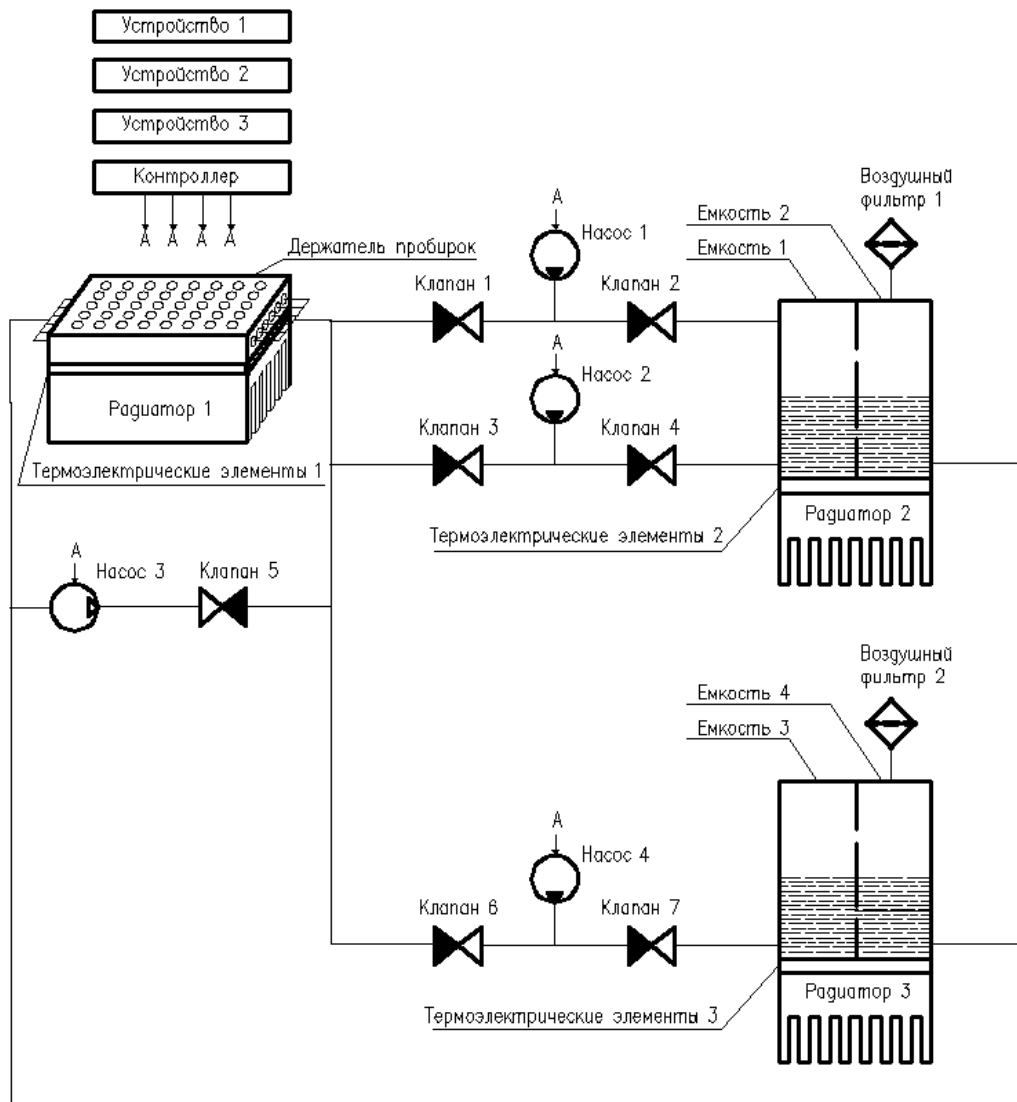 Устройство 1
Устройство 2
Устройство 3
Контроллер
А А А А
Держатель пробирок
Радиатор 1
Термоэлектрические элементы 1
А
Насос 1
Клапан 1
Клапан 2
А
Насос 2
Клапан 3
Клапан 4
Воздушный
фильтр 1
Емкость 2
Емкость 1
Термоэлектрические элементы 2
Радиатор 2
А
Насос 3
Клапан 5
Воздушный
фильтр 2
Емкость 4
Емкость 3
А
Насос 4
Клапан 6
Клапан 7
Термоэлектрические элементы 3
Радиатор 3